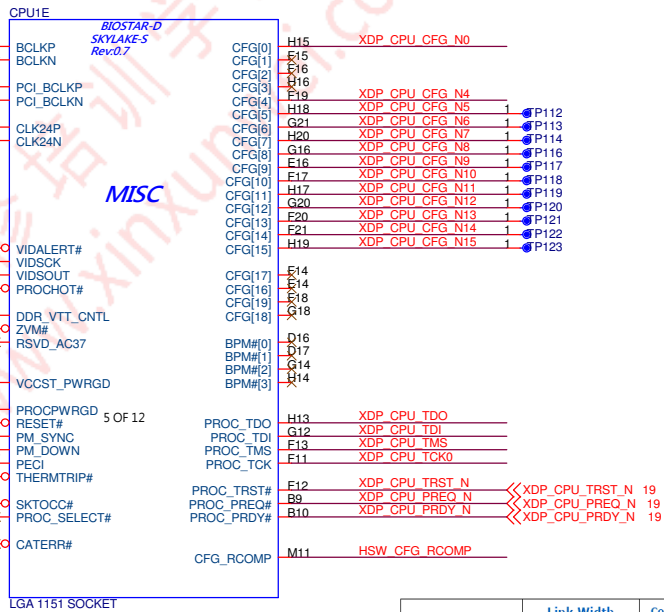 CPU1E
BIOSTAR-D
SKYLAKE-S
Rev:0.7
BCLKP CFG[0] H15 XDP_CPU_CFG_N0
BCLKN CFG[1] F15
CFG[2] F16
PCI_BCLKP CFG[3] H16
PCI_BCLKN CFG[4] F19 XDP_CPU_CFG_N4
CFG[5] H18 XDP_CPU_CFG_N5 1 TP112
CLK24P CFG[6] G21 XDP_CPU_CFG_N6 1 TP113
CLK24N CFG[7] H20 XDP_CPU_CFG_N7 1 TP114
CFG[8] G16 XDP_CPU_CFG_N8 1 TP116
CFG[9] E16 XDP_CPU_CFG_N9 1 TP117
CFG[10] F17 XDP_CPU_CFG_N10 1 TP118
MISC CFG[11] H17 XDP_CPU_CFG_N11 1 TP119
CFG[12] G20 XDP_CPU_CFG_N12 1 TP120
CFG[13] F20 XDP_CPU_CFG_N13 1 TP121
CFG[14] F21 XDP_CPU_CFG_N14 1 TP122
VIDALERT# CFG[15] H19 XDP_CPU_CFG_N15 1 TP123
VIDSCK
VIDSOUT CFG[17] F14
PROCHOT# CFG[16] E14
CFG[19] F18
DDR_VTT_CNTL CFG[18] G18
ZVM#
RSVD_AC37 BPM#[0] D16
BPM#[1] D17
BPM#[2] G14
VCCST_PWRGD BPM#[3] H14
PROCPWRGD
RESET# 5 OF 12 PROC_TDO H13 XDP_CPU_TDO
PM_SYNC PROC_TDI G12 XDP_CPU_TDI
PM_DOWN PROC_TMS F13 XDP_CPU_TMS
PECI PROC_TCK F11 XDP_CPU_TCK0
THERMTRIP#
PROC_TRST# F12 XDP_CPU_TRST_N XDP_CPU_TRST_N 19
SKTOCC# PROC_PREQ# B9 XDP_CPU_PREQ_N XDP_CPU_PREQ_N 19
PROC_SELECT# PROC_PRDY# B10 XDP_CPU_PRDY_N XDP_CPU_PRDY_N 19
CATERR#
CFG_RCOMP M11 HSW_CFG_RCOMP
LGA 1151 SOCKET
Link Width